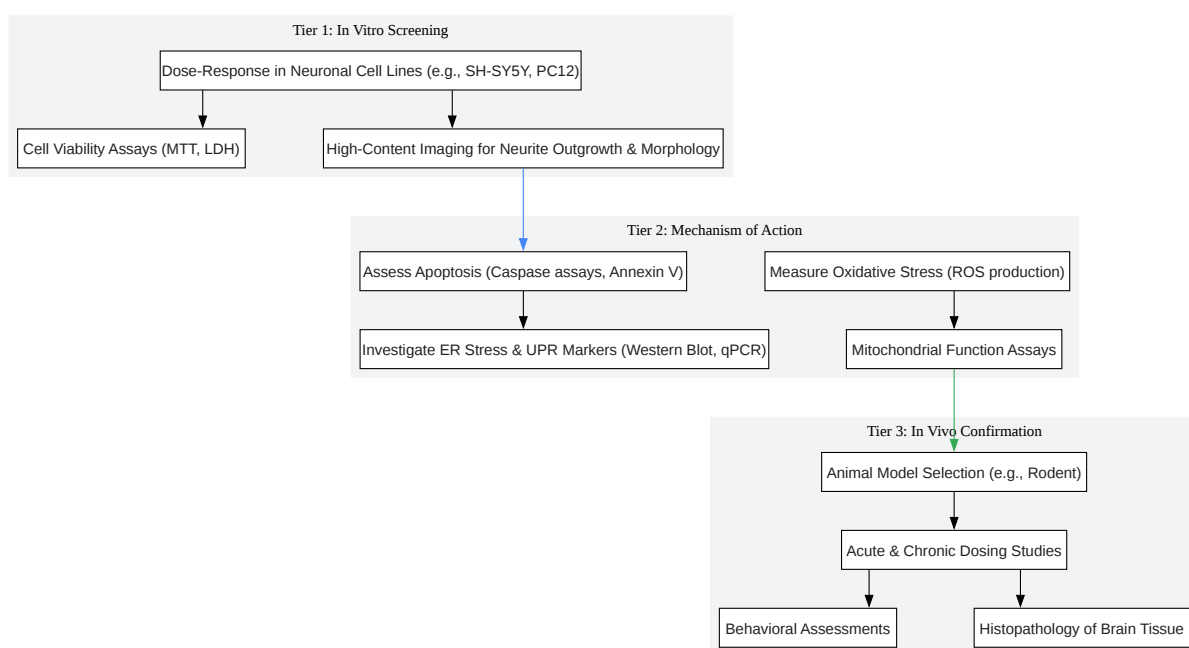 Tier 1: In Vitro Screening
Dose-Response in Neuronal Cell Lines (e.g., SH-SY5Y, PC12)
Cell Viability Assays (MTT, LDH)
High-Content Imaging for Neurite Outgrowth & Morphology
Tier 2: Mechanism of Action
Assess Apoptosis (Caspase assays, Annexin V)
Measure Oxidative Stress (ROS production)
Investigate ER Stress & UPR Markers (Western Blot, qPCR)
Mitochondrial Function Assays
Tier 3: In Vivo Confirmation
Animal Model Selection (e.g., Rodent)
Acute & Chronic Dosing Studies
Behavioral Assessments
Histopathology of Brain Tissue